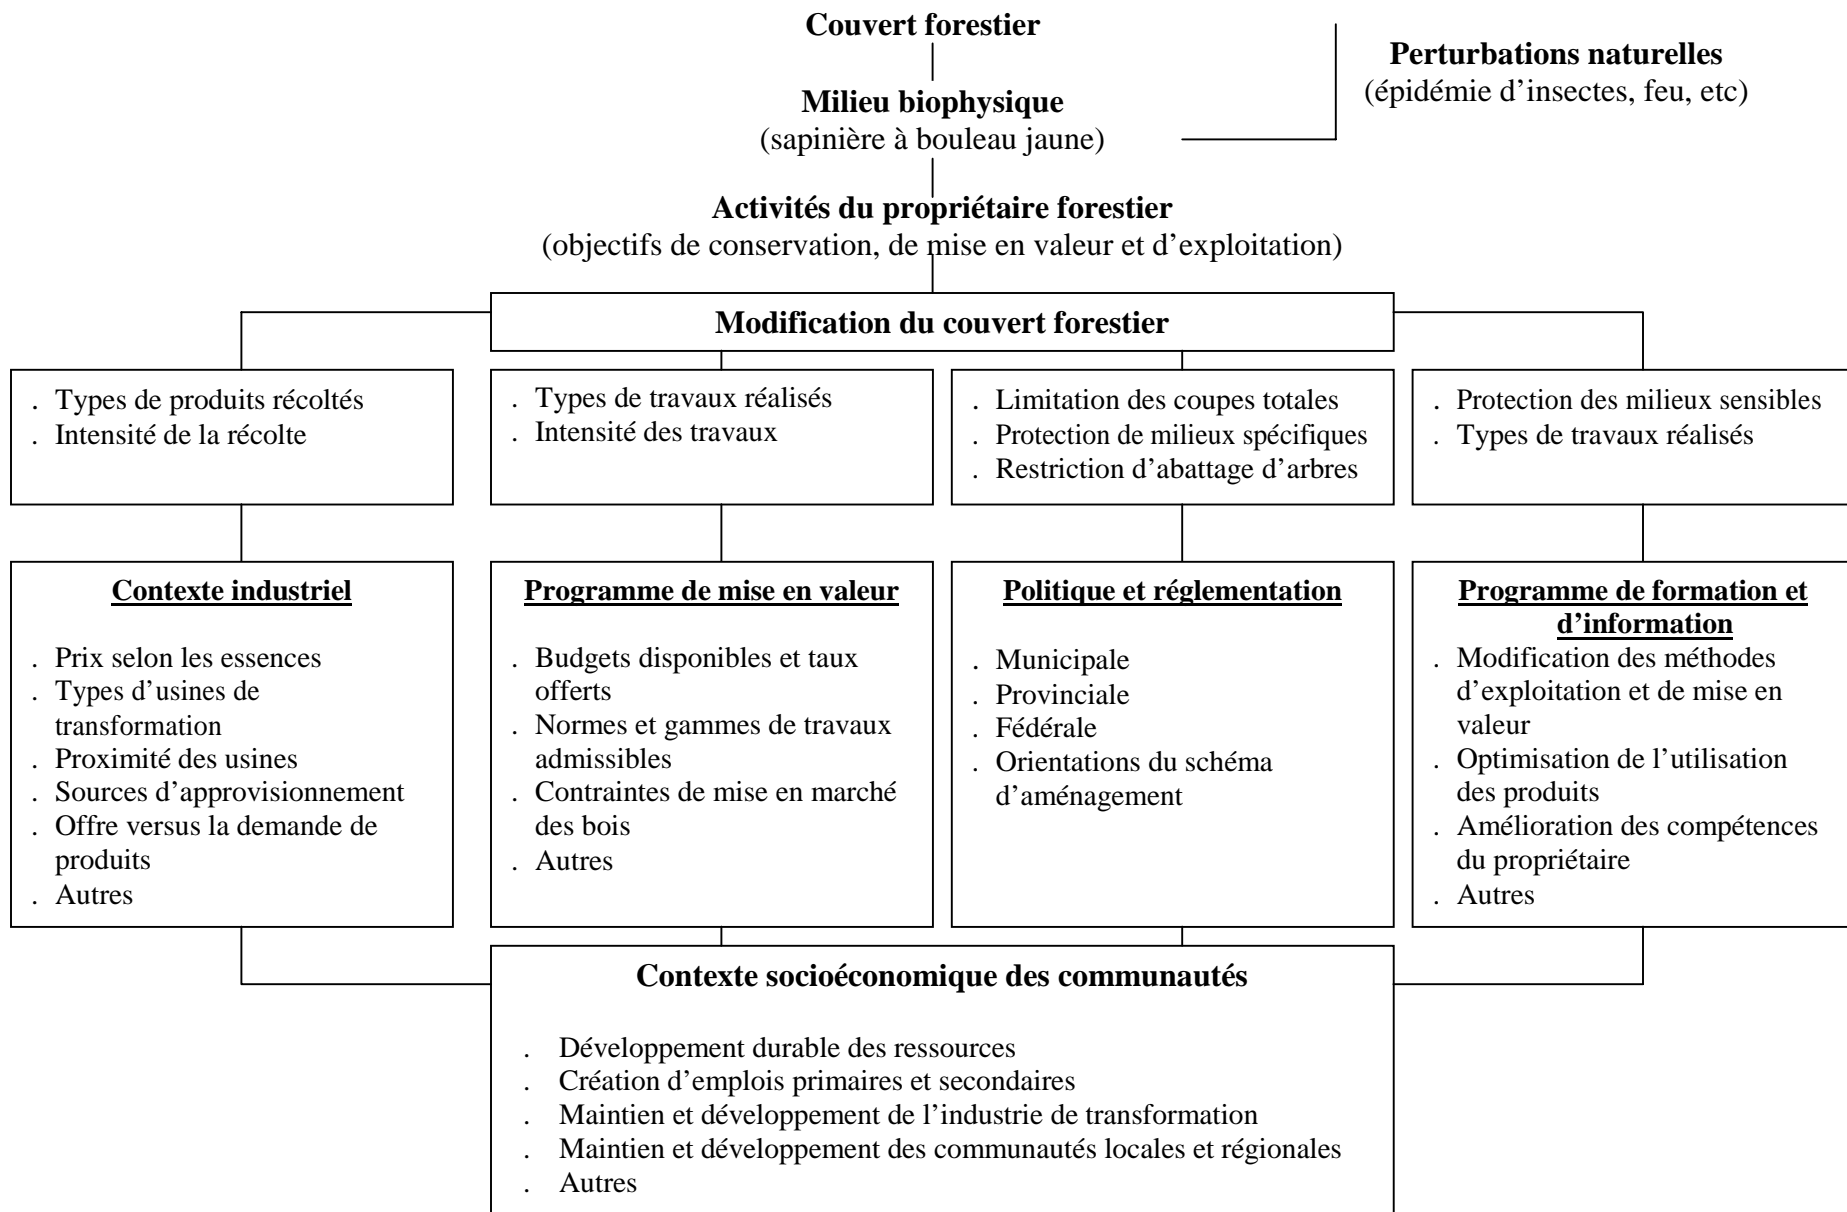 Couvert forestier
Perturbations naturelles
(épidémie d'insectes, feu, etc)
Milieu biophysique
(sapinière à bouleau jaune)
Activités du propriétaire forestier
(objectifs de conservation, de mise en valeur et d'exploitation)
Modification du couvert forestier
. Types de produits récoltés
. Intensité de la récolte
. Types de travaux réalisés
. Intensité des travaux
. Limitation des coupes totales
. Protection de milieux spécifiques
. Restriction d'abattage d'arbres
. Protection des milieux sensibles
. Types de travaux réalisés
Contexte industriel
. Prix selon les essences
. Types d'usines de
transformation
. Proximité des usines
. Sources d'approvisionnement
. Offre versus la demande de
produits
. Autres
Programme de mise en valeur
. Budgets disponibles et taux
offerts
. Normes et gammes de travaux
admissibles
. Contraintes de mise en marché
des bois
. Autres
Politique et réglementation
. Municipale
. Provinciale
. Fédérale
. Orientations du schéma
d'aménagement
Programme de formation et
d'information
. Modification des méthodes
d'exploitation et de mise en
valeur
. Optimisation de l'utilisation
des produits
. Amélioration des compétences
du propriétaire
. Autres
Contexte socioéconomique des communautés
. Développement durable des ressources
. Création d'emplois primaires et secondaires
. Maintien et développement de l'industrie de transformation
. Maintien et développement des communautés locales et régionales
. Autres